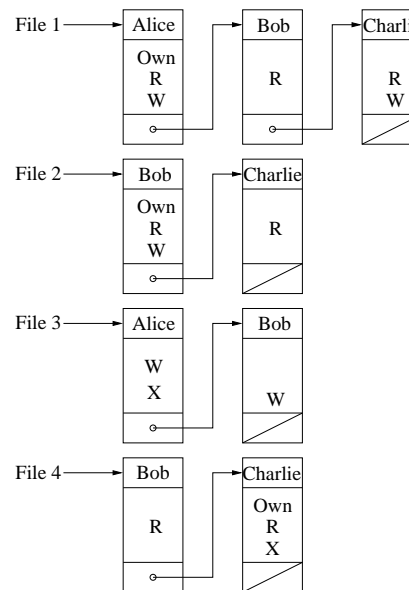 File 1 Alice Bob Charlie
Own
R R R
W W
File 2 Bob Charlie
Own
R R
W
File 3 Alice Bob
W
X W
File 4 Bob Charlie
Own
R R
X